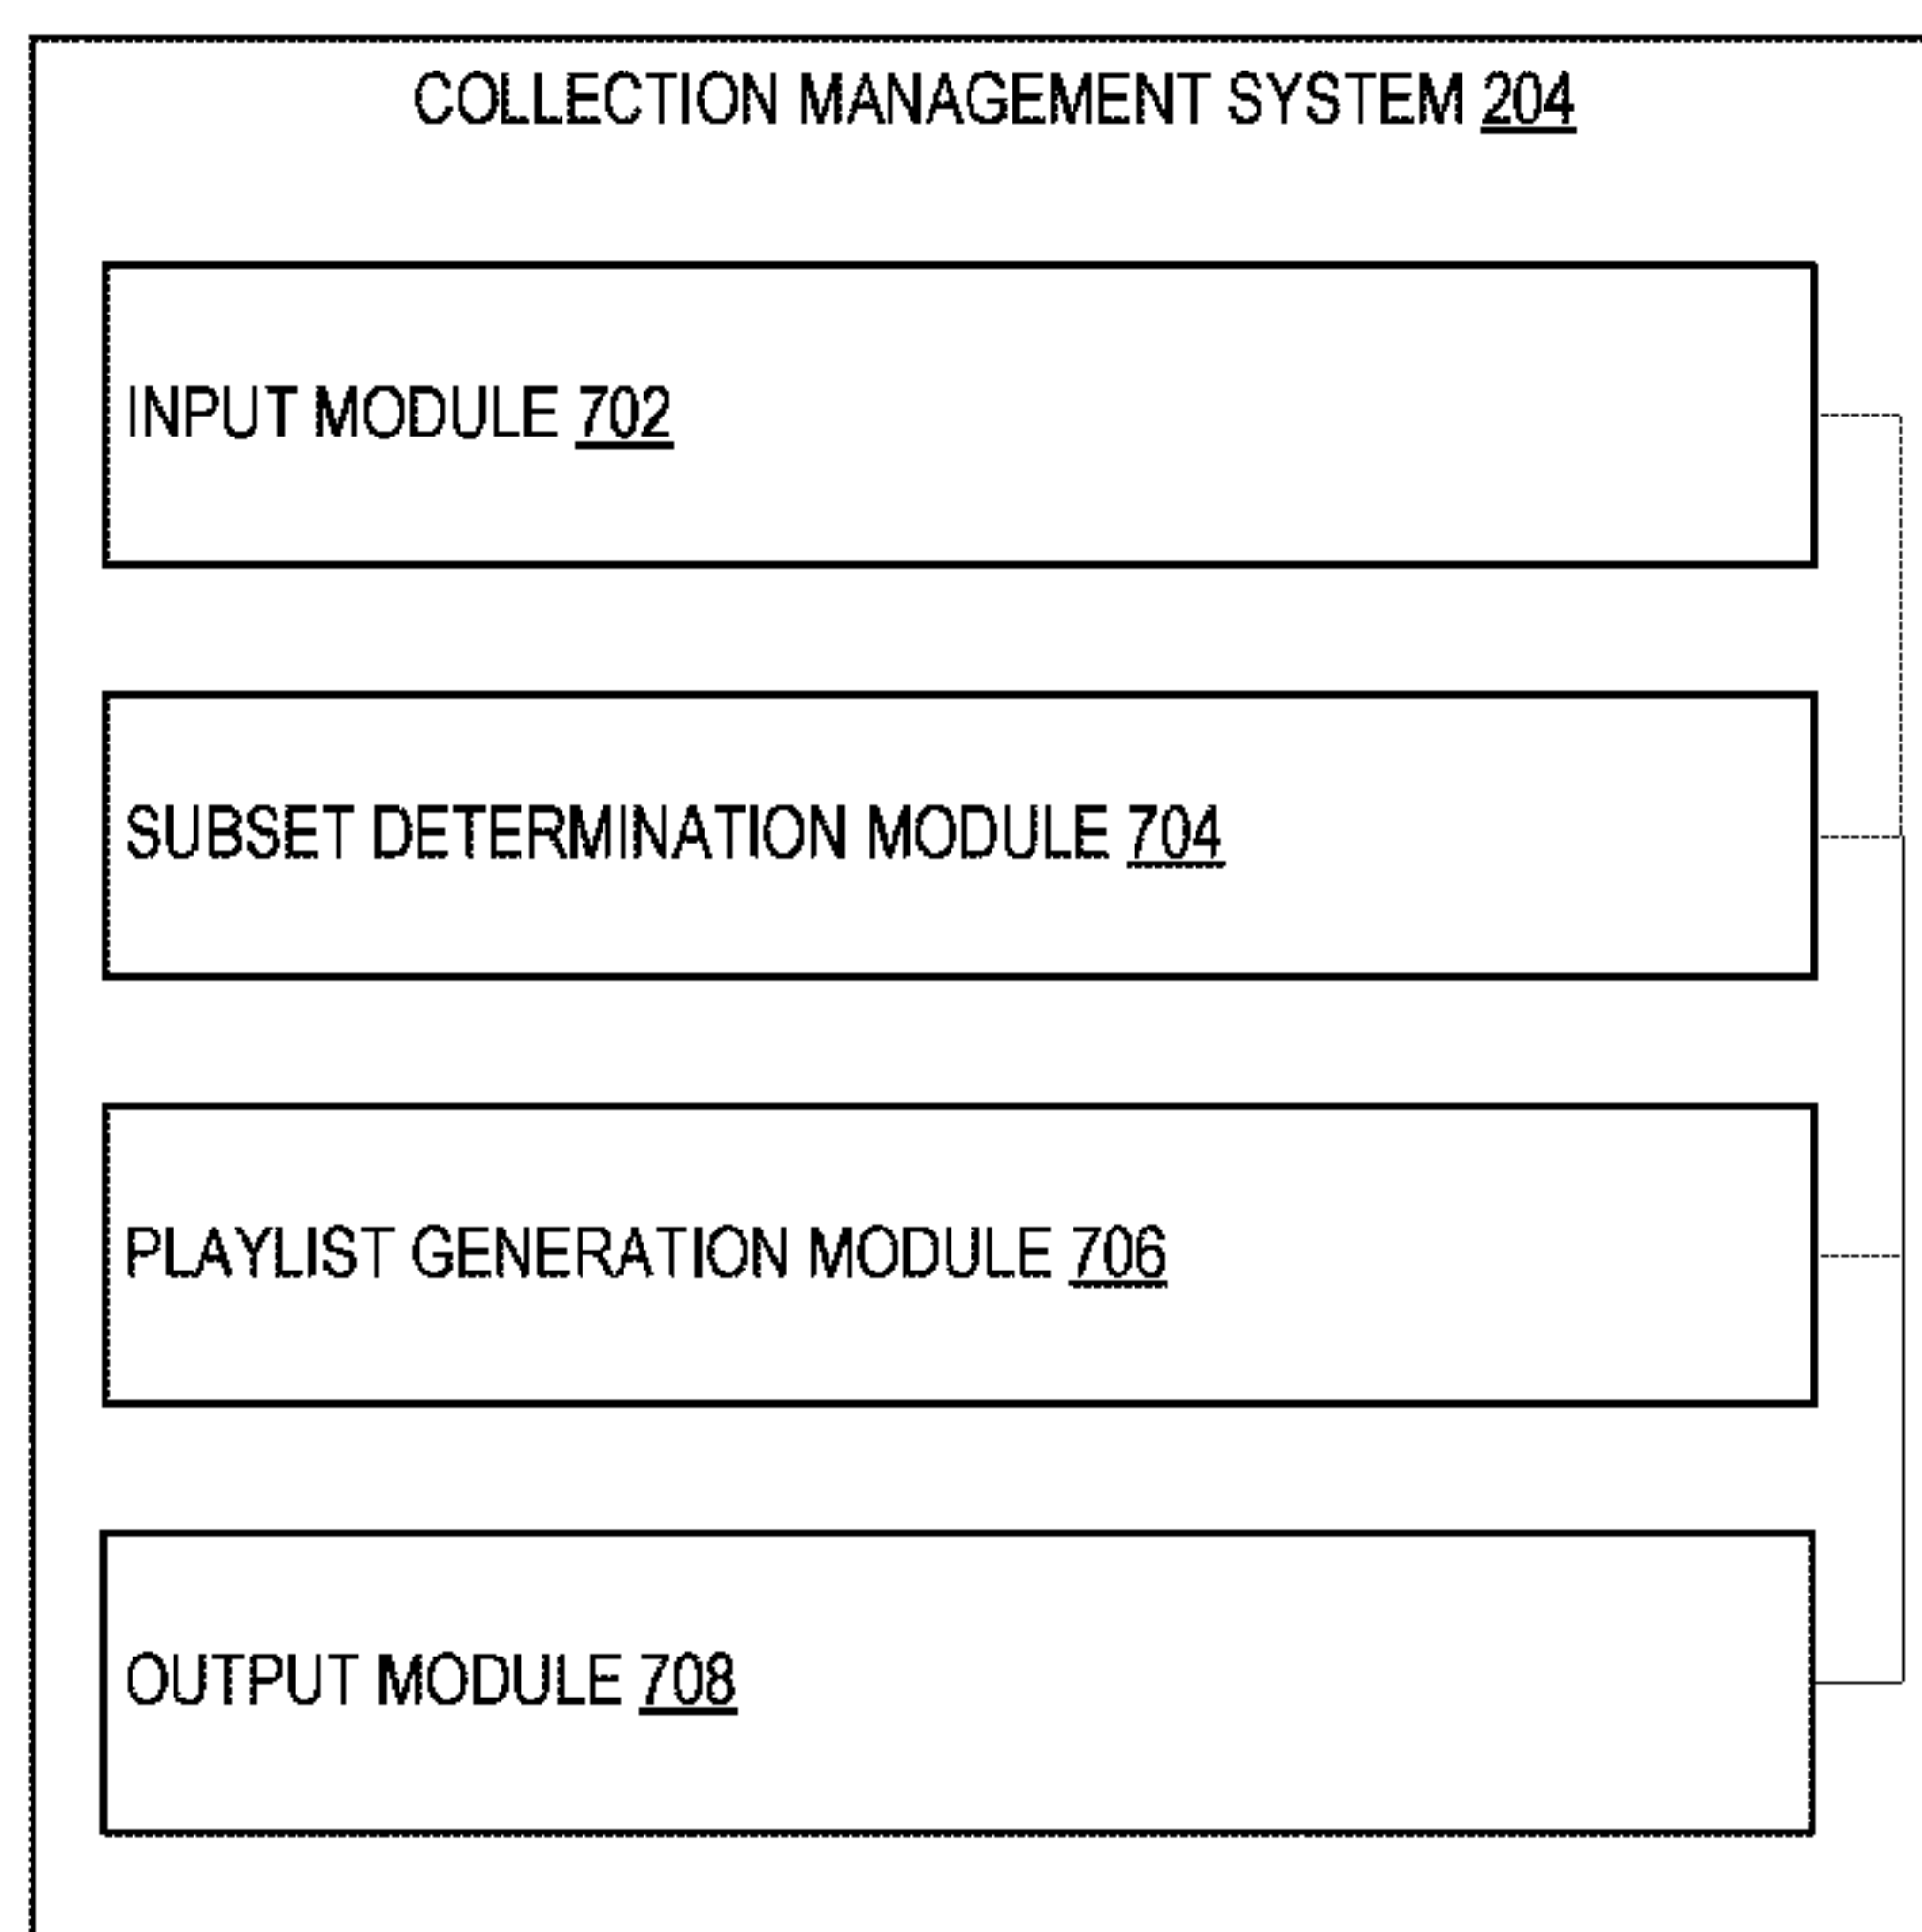 COLLECTION MANAGEMENT SYSTEM 204
INPUT MODULE 702
SUBSET DETERMINATION MODULE 704
PLAYLIST GENERATION MODULE 706
OUTPUT MODULE 708